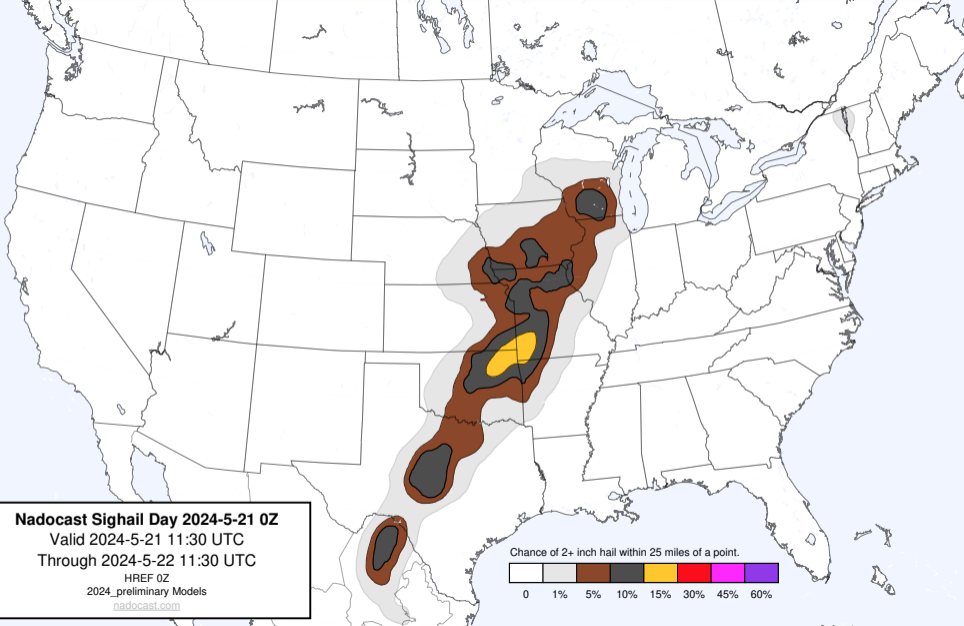 Nadocast Sighail Day 2024-5-21 0Z
Valid 2024-5-21 11:30 UTC
Through 2024-5-22 11:30 UTC
HREF 0Z
2024_preliminary Models
nadocast.com
Chance of 2+ inch hail within 25 miles of a point.
0 1% 5% 10% 15% 30% 45% 60%